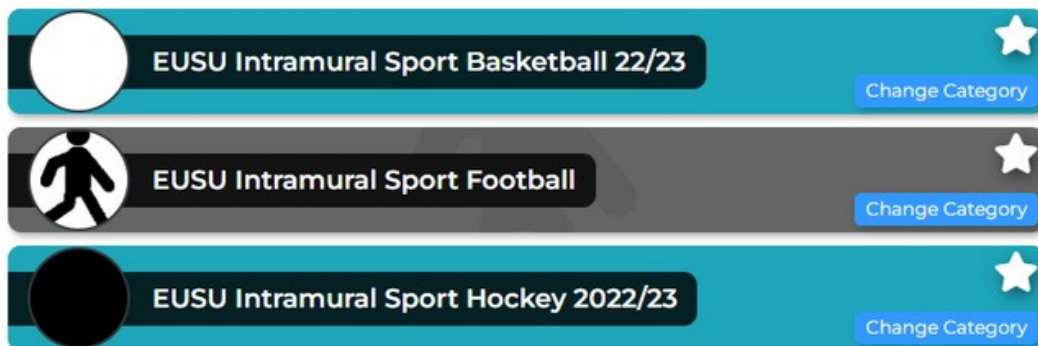 EUSU Intramural Sport Basketball 22/23
Change Category
EUSU Intramural Sport Football
Change Category
EUSU Intramural Sport Hockey 2022/23
Change Category